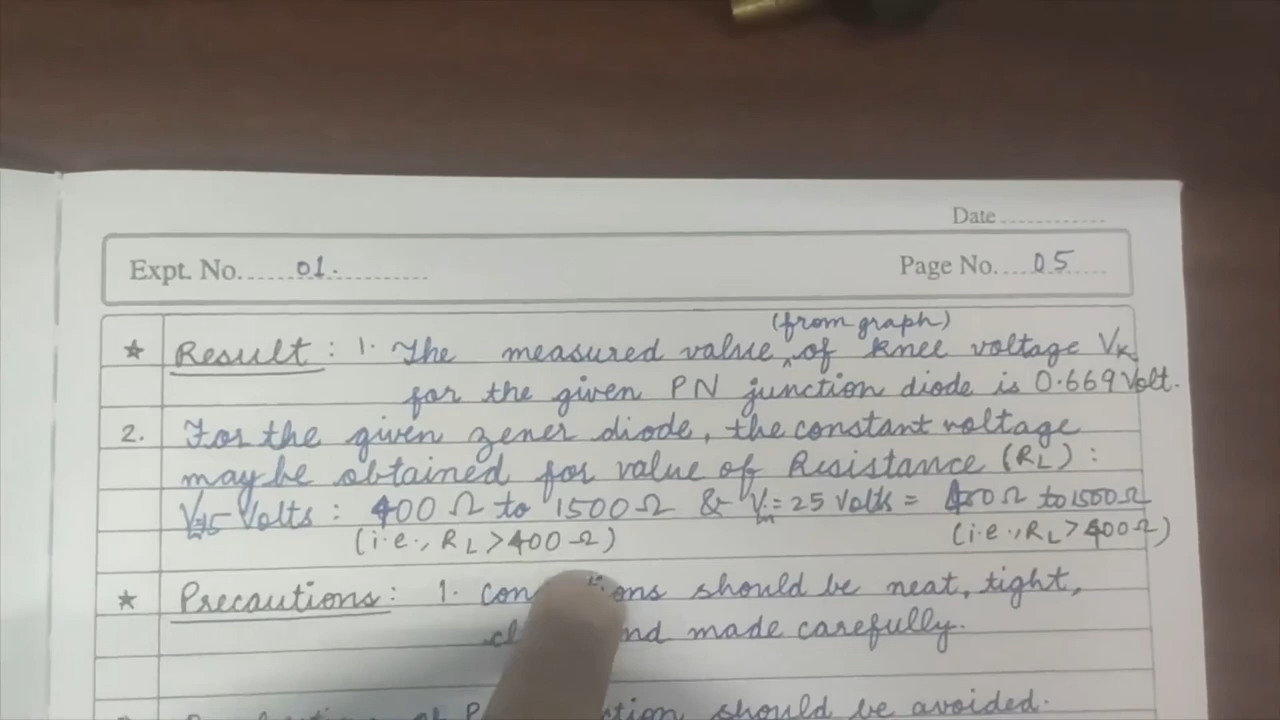 Date
Expt. No. 01.
Page No. 05
(from graph)
★ Result : 1. The measured value ^ of knee voltage VK
for the given PN junction diode is 0.669 Volt.
2. For the given zener diode, the constant voltage
may be obtained for value of Resistance (RL) :
Volts : 400 Ω to 1500 Ω & Vin = 25 Volts = 400 Ω to 1500 Ω
(i.e., RL > 400 Ω) (i.e., RL > 400 Ω)
★ Precautions : 1. should be neat, tight,
made carefully.
of should be avoided.